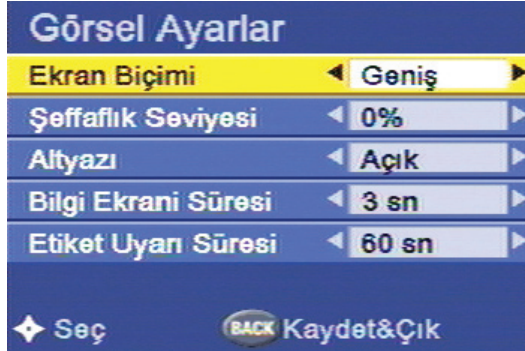 Görsel Ayarlar
Ekran Biçimi Geniş
Şeffaflık Seviyesi 0%
Altyazı Açık
Bilgi Ekrani Süresi 3 sn
Etiket Uyarı Süresi 60 sn
Seç BACK Kaydet&Çık